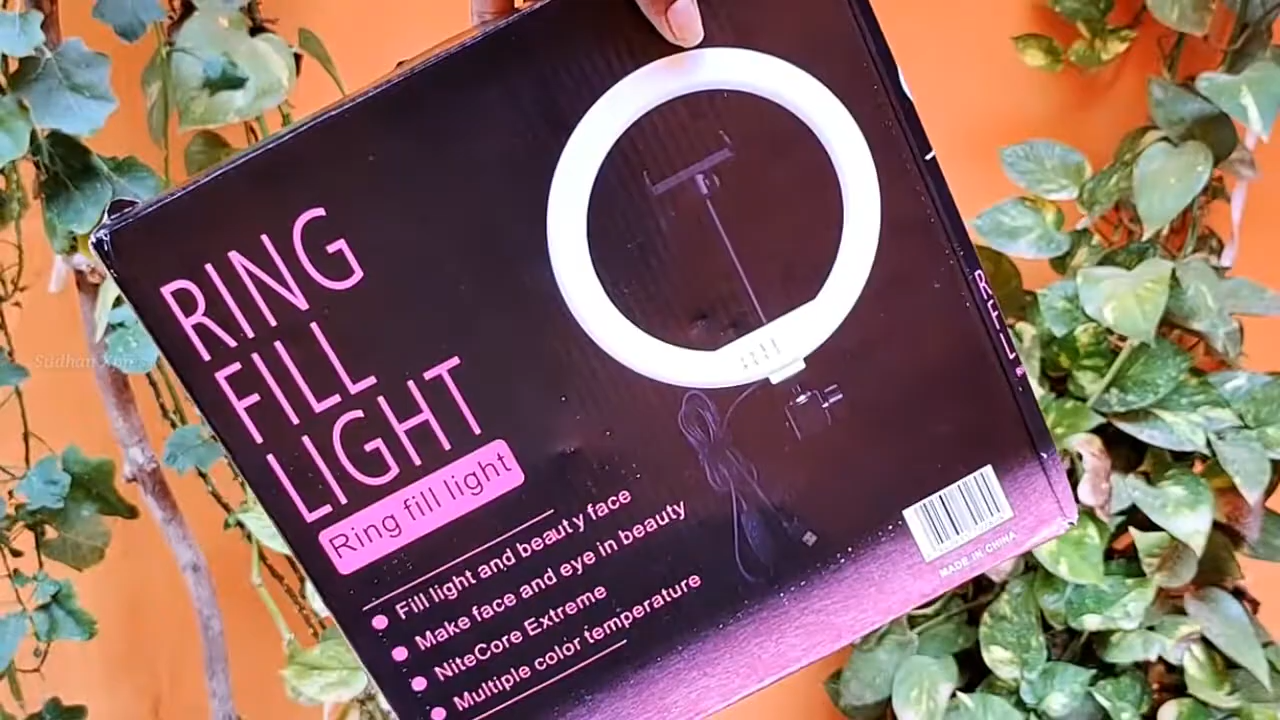 RING
FILL
LIGHT
Ring fill light
Fill light and beauty face
Make face and eye in beauty
NiteCore Extreme
Multiple color temperature
MADE IN CHINA